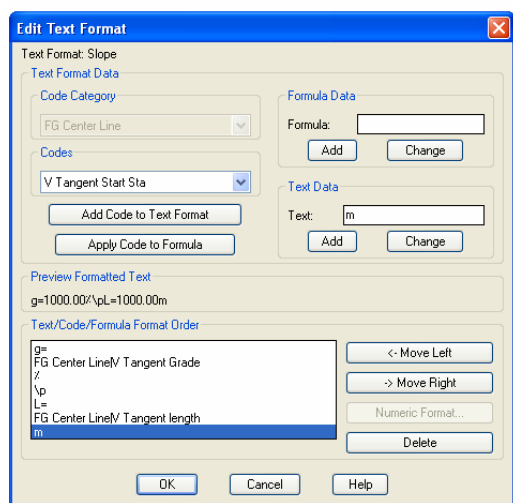 Edit Text Format
Text Format: Slope
Text Format Data
Code Category
FG Center Line
Codes
V Tangent Start Sta
Add Code to Text Format
Apply Code to Formula
Formula Data
Formula:
Add Change
Text Data
Text: m
Add Change
Preview Formatted Text
g=1000.00%\pL=1000.00m
Text/Code/Formula Format Order
g=
FG Center Line|V Tangent Grade
%
\p
L=
FG Center Line|V Tangent length
m
<- Move Left
-> Move Right
Numeric Format...
Delete
OK Cancel Help